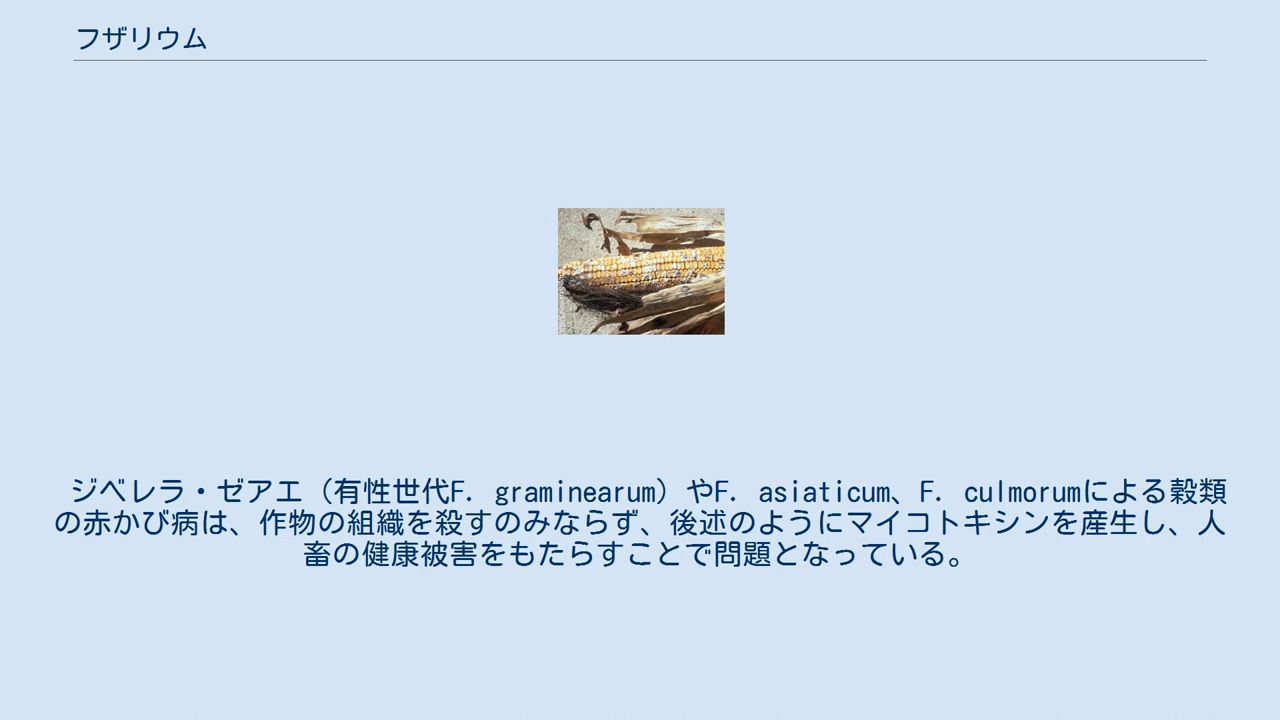 フザリウム
ジベレラ・ゼアエ（有性世代F. graminearum）やF. asiaticum、F. culmorumによる穀類
の赤かび病は、作物の組織を殺すのみならず、後述のようにマイコトキシンを産生し、人
畜の健康被害をもたらすことで問題となっている。